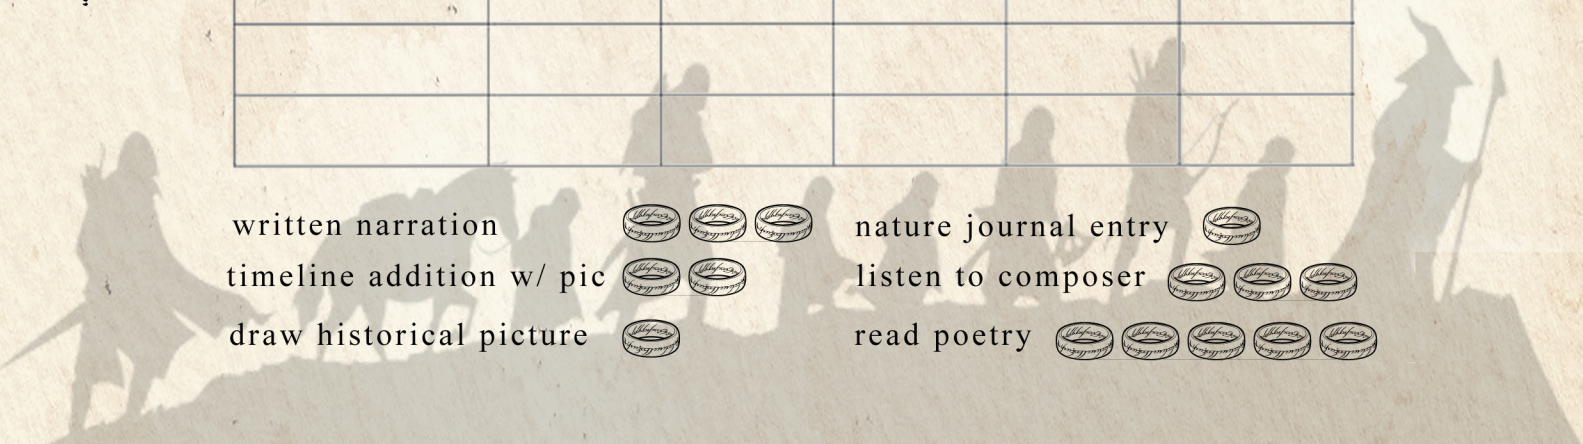 written narration
timeline addition w/ pic
draw historical picture
nature journal entry
listen to composer
read poetry